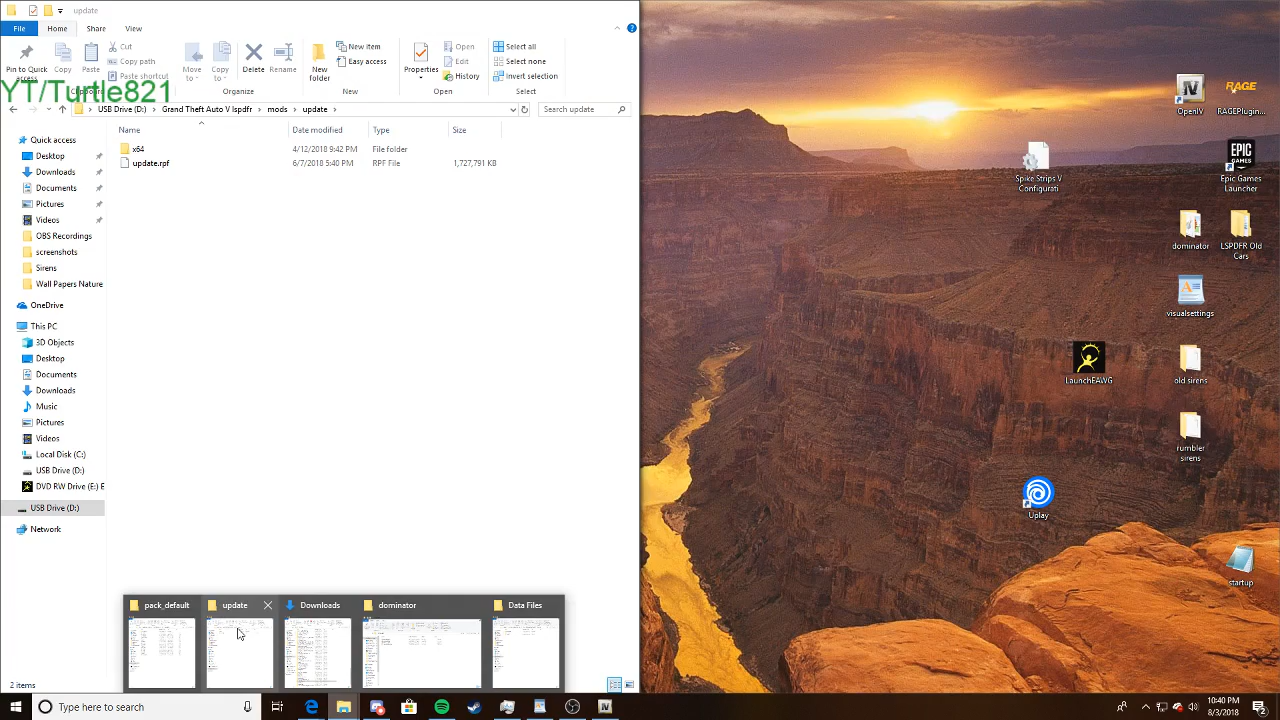 update
File Home Share View
Pin to Quick access
Copy
Paste
Cut
Copy path
Paste shortcut
Move to
Copy to
Delete
Rename
New folder
New item
Easy access
Properties
Open
Edit
History
Select all
Select none
Invert selection
Organize New Open Select
YT/Turtle821
USB Drive (D:) > Grand Theft Auto V lspdfr > mods > update >
Search update
Name Date modified Type Size
x64 4/12/2018 9:42 PM File folder
update.rpf 6/7/2018 5:40 PM RPF File 1,727,791 KB
Quick access
Desktop
Downloads
Documents
Pictures
Videos
OBS Recordings
screenshots
Sirens
Wall Papers Nature
OneDrive
This PC
3D Objects
Desktop
Documents
Downloads
Music
Pictures
Videos
Local Disk (C:)
USB Drive (D:)
DVD RW Drive (E:) E
USB Drive (D:)
Network
2 items
pack_default update Downloads dominator Data Files
OpenIV
RAGE
RAGEPlugin...
Spike Strips V Configurati
EPIC GAMES
Epic Games Launcher
dominator
LSPDFR Old Cars
visualsettings
LaunchEAWG
old sirens
rumbler sirens
Uplay
startup
Type here to search
10:40 PM
8/3/2018
2